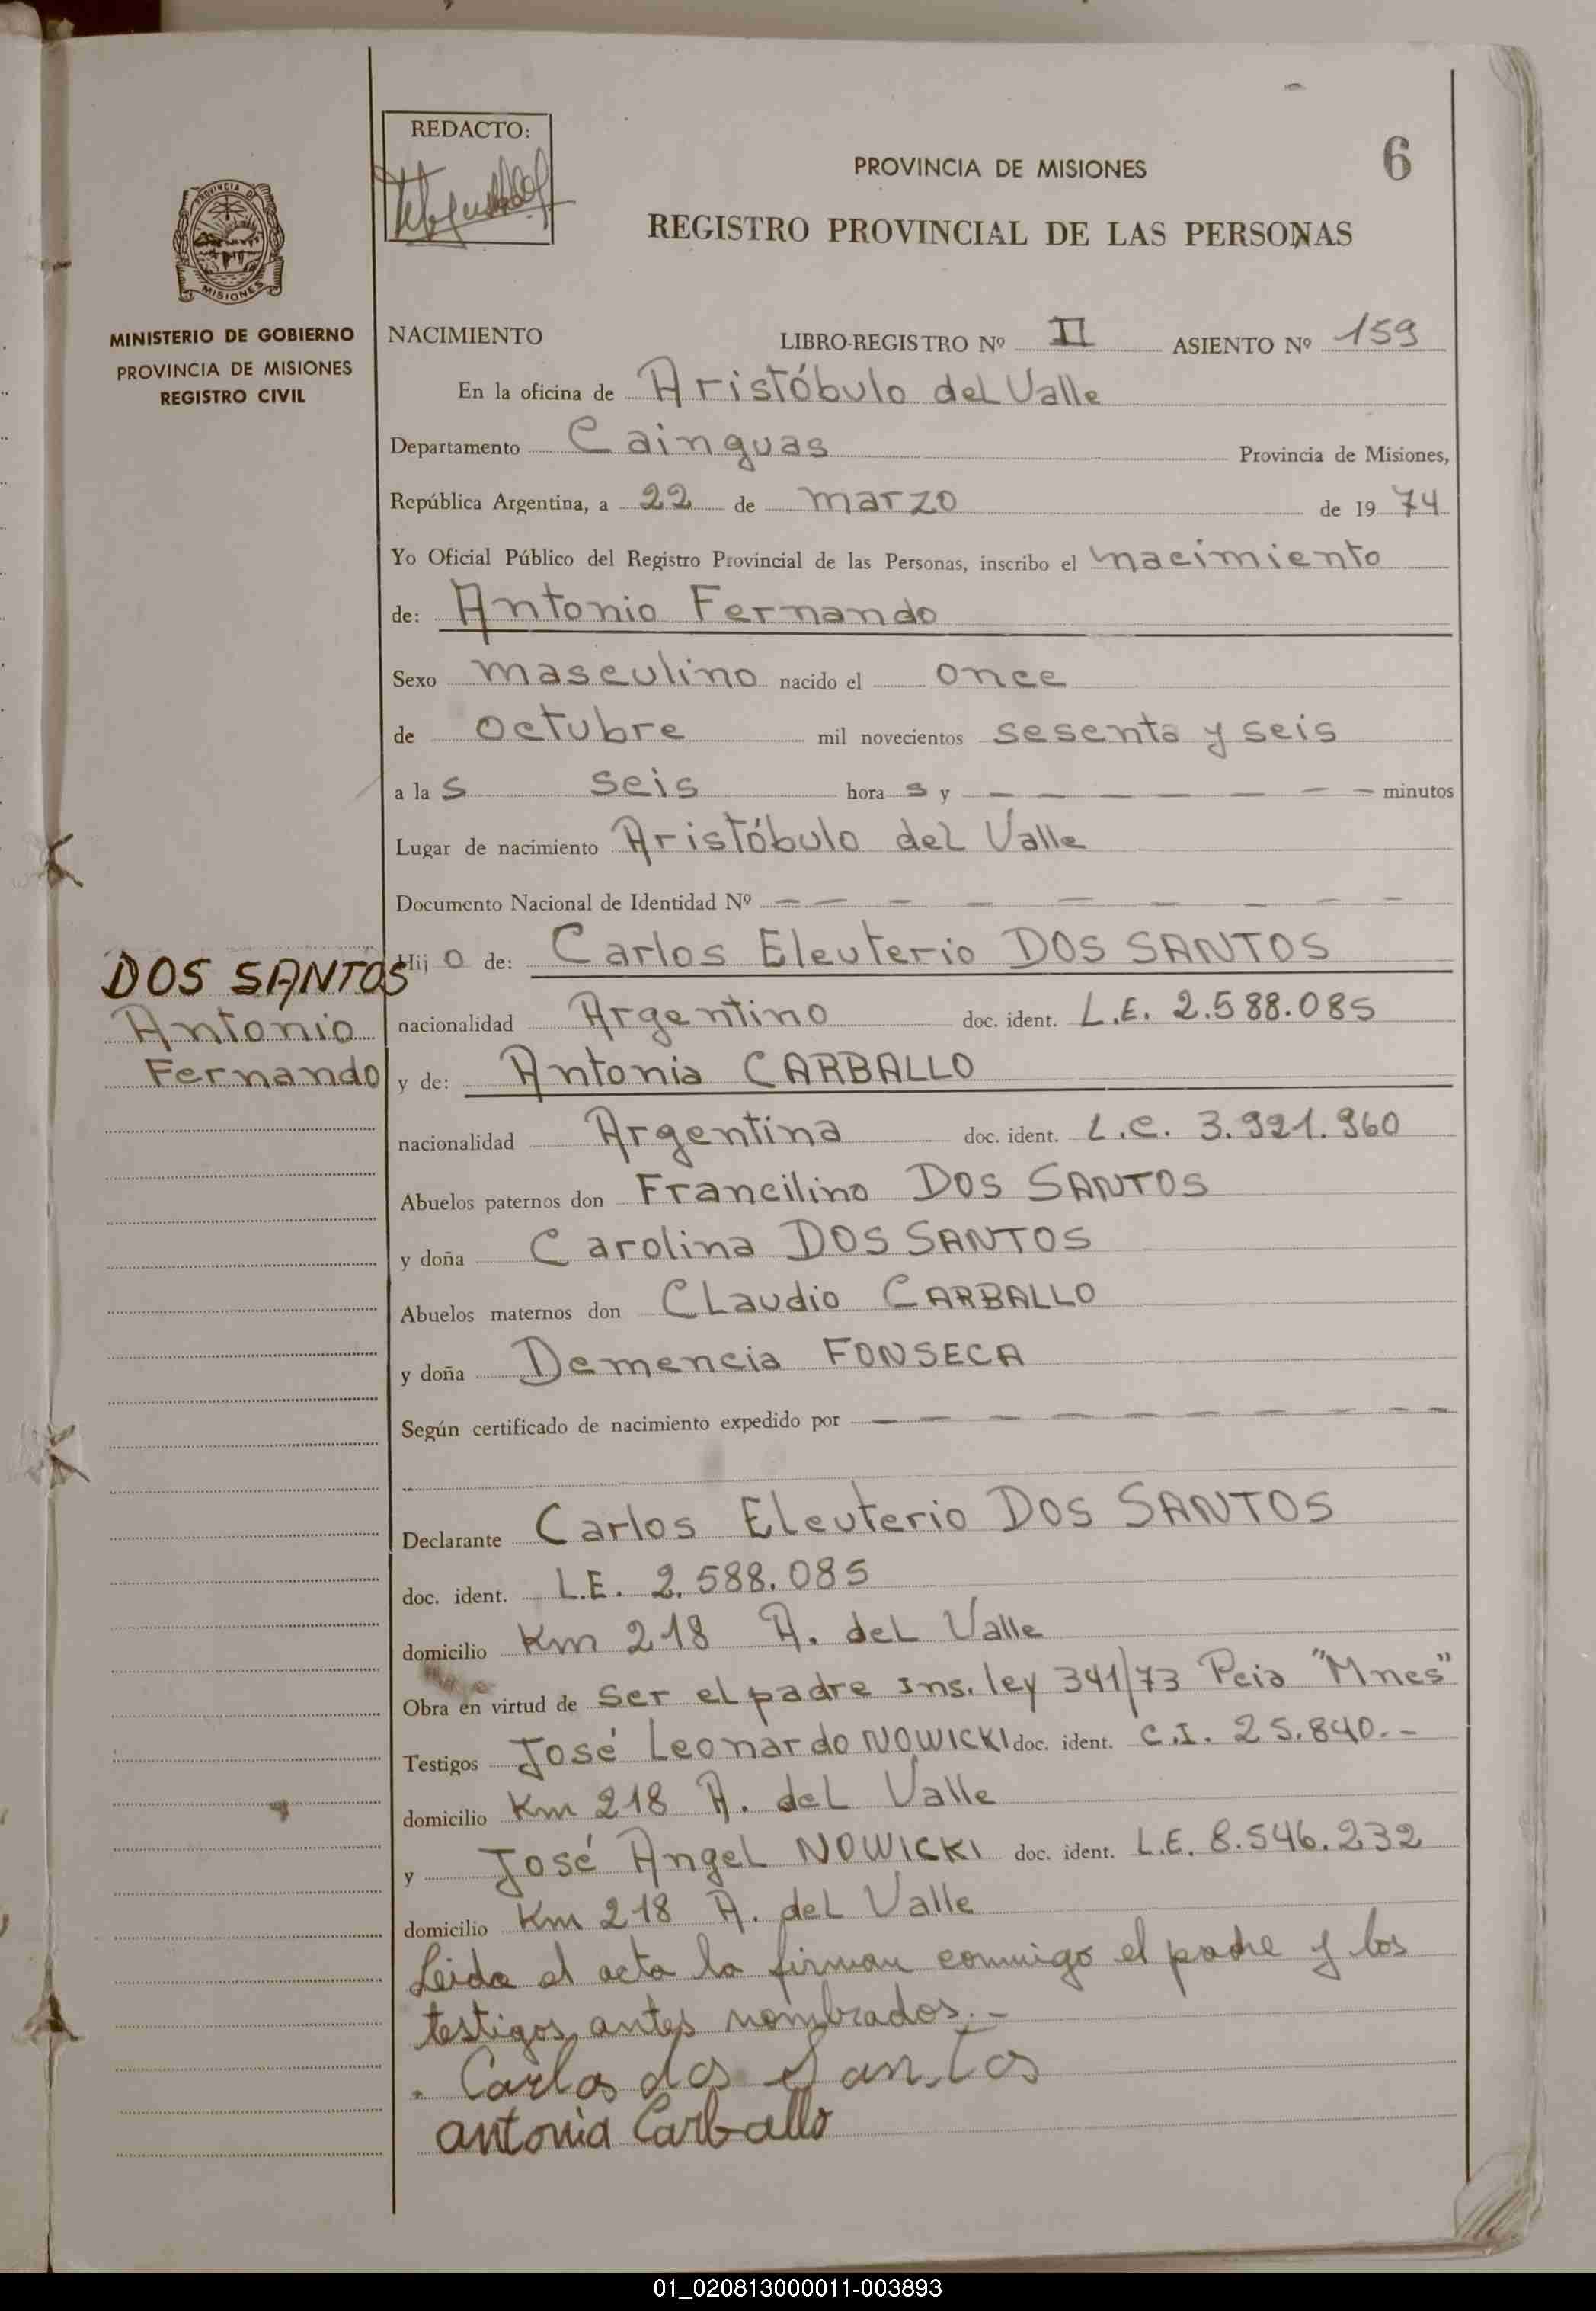 REDACTO:
PROVINCIA DE MISIONES
6
REGISTRO PROVINCIAL DE LAS PERSONAS
PROVINCIA DE
MISIONES
MINISTERIO DE GOBIERNO
PROVINCIA DE MISIONES
REGISTRO CIVIL
NACIMIENTO LIBRO-REGISTRO Nº II ASIENTO Nº 159
En la oficina de Aristóbulo del Valle
Departamento Cainguas Provincia de Misiones,
República Argentina, a 22 de marzo de 19 74
Yo Oficial Público del Registro Provincial de las Personas, inscribo el nacimiento
de: Antonio Fernando
Sexo masculino nacido el once
de octubre mil novecientos sesenta y seis
a la s seis hora s y — — — — — — — minutos
Lugar de nacimiento Aristóbulo del Valle
Documento Nacional de Identidad Nº — — — — — — — — —
DOS SANTOS
Antonio
Fernando
Hij o de: Carlos Eleuterio DOS SANTOS
nacionalidad Argentino doc. ident. L.E. 2.588.085
y de: Antonia CARBALLO
nacionalidad Argentina doc. ident. L.C. 3.921.960
Abuelos paternos don Francilino DOS SANTOS
y doña Carolina DOS SANTOS
Abuelos maternos don CLaudio CARBALLO
y doña Demencia FONSECA
Según certificado de nacimiento expedido por — — — — — — — — — —
Declarante Carlos Eleuterio DOS SANTOS
doc. ident. L.E. 2.588.085
domicilio Km 218 A. del Valle
Obra en virtud de ser el padre Ins. ley 341/73 Pcia "Mnes"
Testigos José Leonardo NOWICKI doc. ident. C.I. 25.840.-
domicilio Km 218 A. del Valle
y José Angel NOWICKI doc. ident. L.E. 8.546.232
domicilio Km 218 A. del Valle
Leida el acta la firman conmigo el padre y los
testigos antes nombrados.-
Carlos dos Santos
antonia Carballo
01_020813000011-003893